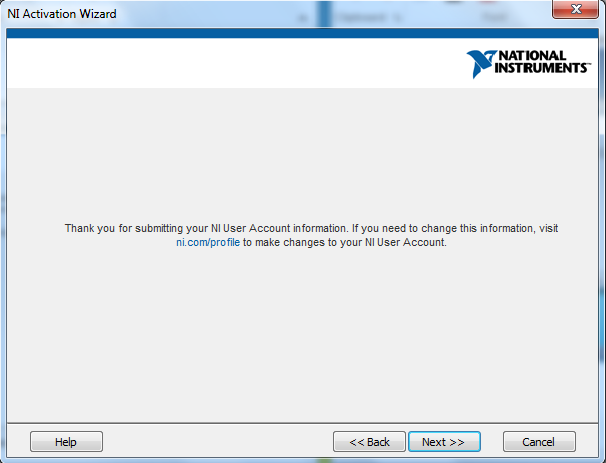 NI Activation Wizard
NATIONAL
INSTRUMENTS™
Thank you for submitting your NI User Account information. If you need to change this information, visit
ni.com/profile to make changes to your NI User Account.
Help
<< Back
Next >>
Cancel